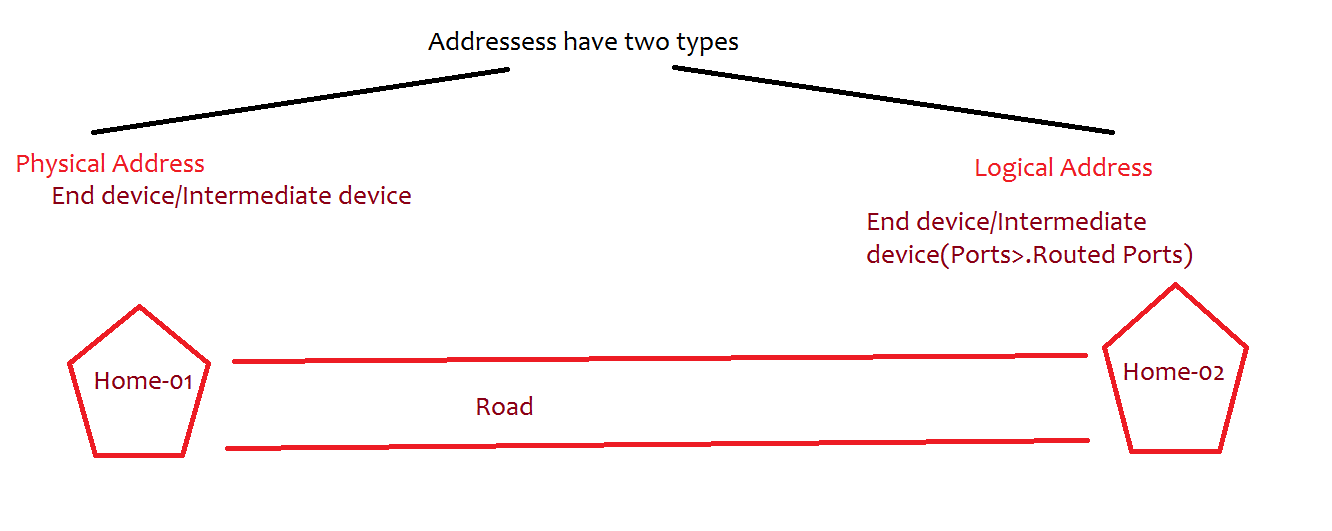 Addressess have two types
Physical Address
End device/Intermediate device
Logical Address
End device/Intermediate
device(Ports>.Routed Ports)
Home-01
Road
Home-02